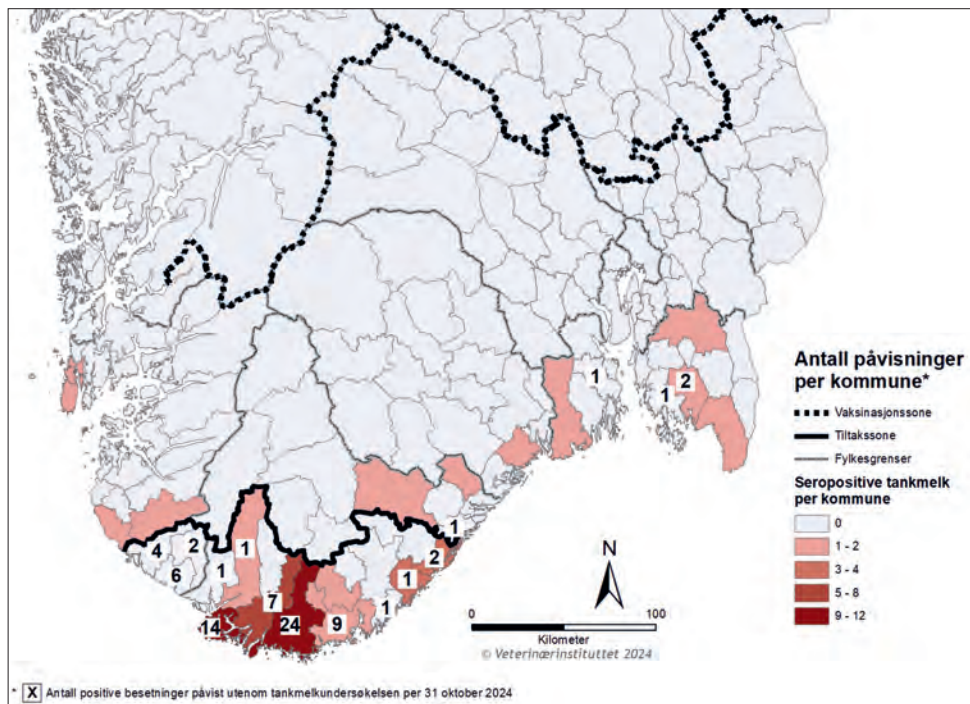 1
2
1
1
4
2
1
2
6
1
1
7
1
14
24
9
Antall påvisninger
per kommune*
Vaksinasjonssone
Tiltakssone
Fylkesgrenser
Seropositive tankmelk
per kommune
0
1 - 2
3 - 4
5 - 8
9 - 12
N
0 100
Kilometer
© Veterinærinstituttet 2024
* X Antall positive besetninger påvist utenom tankmelkundersøkelsen per 31 oktober 2024